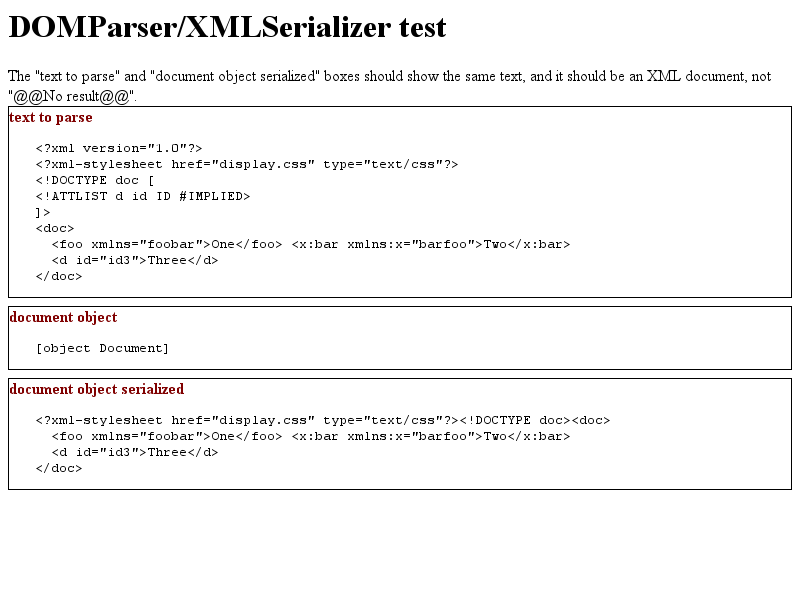 DOMParser/XMLSerializer test
The "text to parse" and "document object serialized" boxes should show the same text, and it should be an XML document, not
"@@No result@@".
text to parse
<?xml version="1.0"?>
<?xml-stylesheet href="display.css" type="text/css"?>
<!DOCTYPE doc [
<!ATTLIST d id ID #IMPLIED>
]>
<doc>
  <foo xmlns="foobar">One</foo> <x:bar xmlns:x="barfoo">Two</x:bar>
  <d id="id3">Three</d>
</doc>
document object
[object Document]
document object serialized
<?xml-stylesheet href="display.css" type="text/css"?><!DOCTYPE doc><doc>
  <foo xmlns="foobar">One</foo> <x:bar xmlns:x="barfoo">Two</x:bar>
  <d id="id3">Three</d>
</doc>